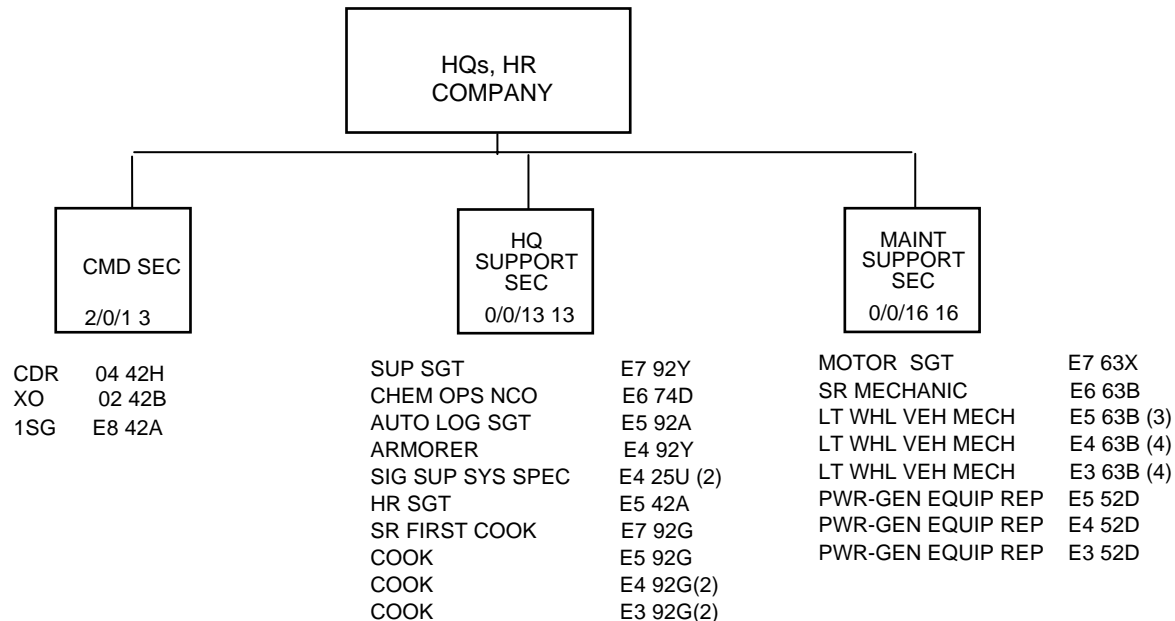 HQs, HR
COMPANY
CMD SEC
2/0/1 3
HQ
SUPPORT
SEC
0/0/13 13
MAINT
SUPPORT
SEC
0/0/16 16
CDR 04 42H
XO 02 42B
1SG E8 42A
SUP SGT E7 92Y
CHEM OPS NCO E6 74D
AUTO LOG SGT E5 92A
ARMORER E4 92Y
SIG SUP SYS SPEC E4 25U (2)
HR SGT E5 42A
SR FIRST COOK E7 92G
COOK E5 92G
COOK E4 92G(2)
COOK E3 92G(2)
MOTOR SGT E7 63X
SR MECHANIC E6 63B
LT WHL VEH MECH E5 63B (3)
LT WHL VEH MECH E4 63B (4)
LT WHL VEH MECH E3 63B (4)
PWR-GEN EQUIP REP E5 52D
PWR-GEN EQUIP REP E4 52D
PWR-GEN EQUIP REP E3 52D